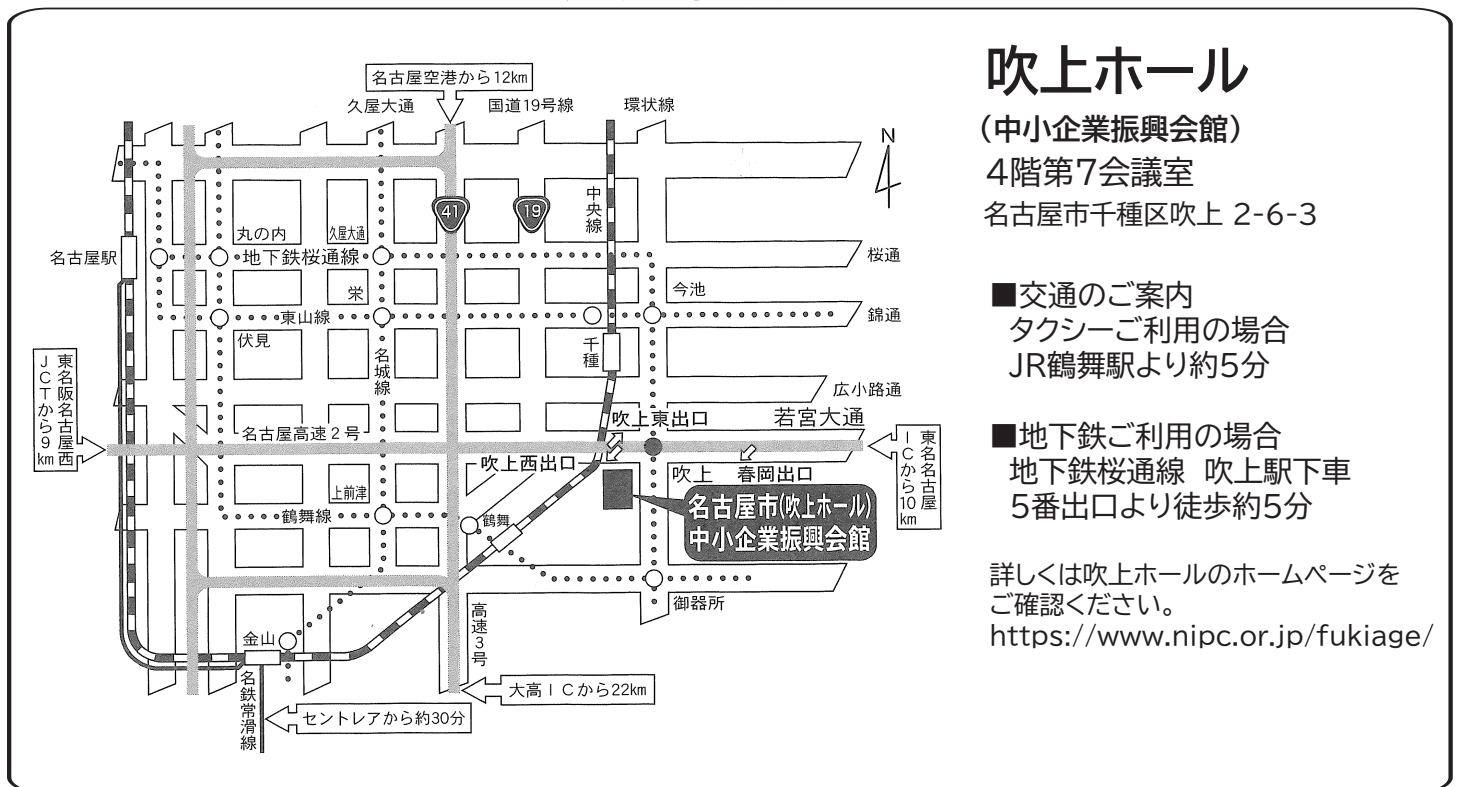 名古屋空港から12km
久屋大通
国道19号線
環状線
N
中央線
41
19
丸の内
久屋大通
名古屋駅
地下鉄桜通線
桜通
栄
今池
東山線
錦通
伏見
千種
名城線
東名阪名古屋西
JCTから9km
広小路通
吹上東出口
若宮大通
名古屋高速2号
東名名古屋
ICから10km
吹上西出口
吹上
春岡出口
上前津
名古屋市(吹上ホール)
中小企業振興会館
鶴舞線
鶴舞
御器所
高速3号
金山
名鉄常滑線
大高ICから22km
セントレアから約30分
吹上ホール
(中小企業振興会館)
4階第7会議室
名古屋市千種区吹上 2-6-3
■交通のご案内
タクシーご利用の場合
JR鶴舞駅より約5分
■地下鉄ご利用の場合
地下鉄桜通線 吹上駅下車
5番出口より徒歩約5分
詳しくは吹上ホールのホームページを
ご確認ください。
https://www.nipc.or.jp/fukiage/